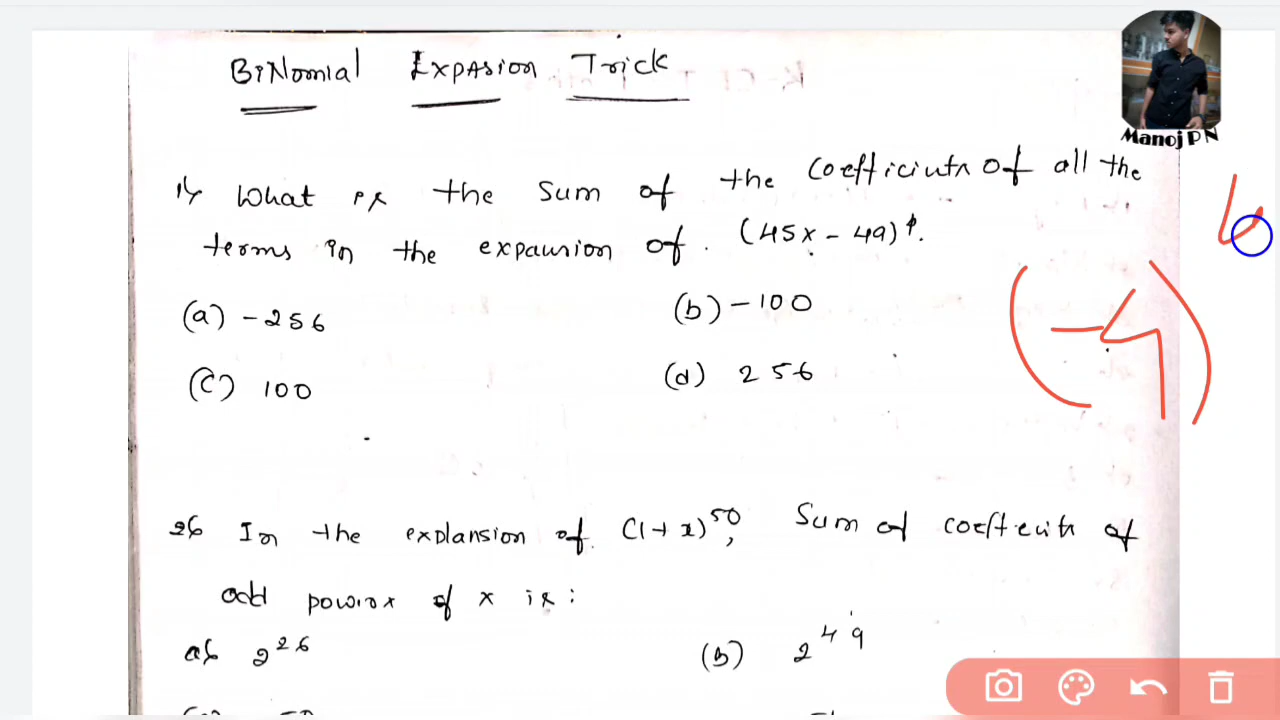 BiNomial Expasion Trick
Manoj PN
1) What is the sum of the coefficients of all the
terms in the expansion of (45x - 49)⁴.
(a) -256 (b) -100
(c) 100 (d) 256
(-4)
2) In the explansion of (1+x)⁵⁰, Sum of coefficients of
odd powers of x is:
a) 2²⁶ (b) 2⁴⁹